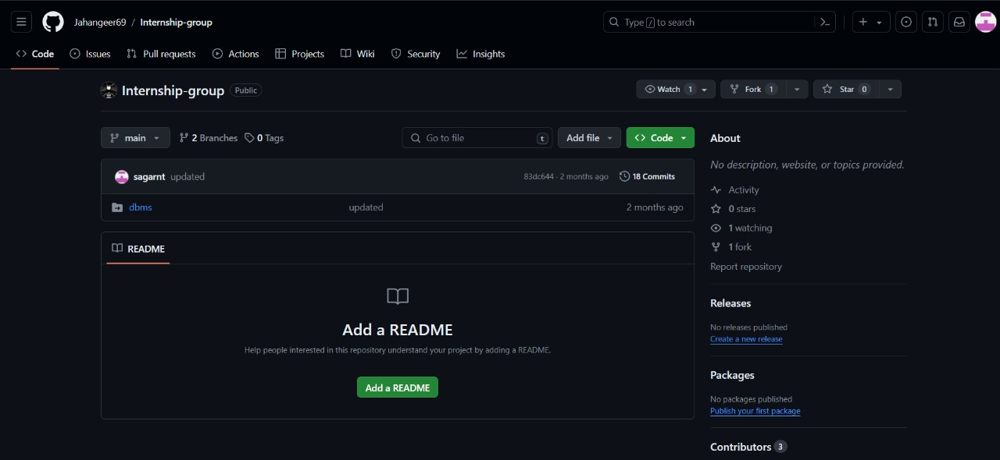 Jahangeer69 / Internship-group
Type / to search
Code
Issues
Pull requests
Actions
Projects
Wiki
Security
Insights
Internship-group Public
Watch 1
Fork 1
Star 0
main
2 Branches
0 Tags
Go to file t
Add file
Code
About
No description, website, or topics provided.
sagarnt updated
83dc644 · 2 months ago
18 Commits
dbms
updated
2 months ago
Activity
0 stars
1 watching
1 fork
Report repository
README
Add a README
Help people interested in this repository understand your project by adding a README.
Add a README
Releases
No releases published
Create a new release
Packages
No packages published
Publish your first package
Contributors 3